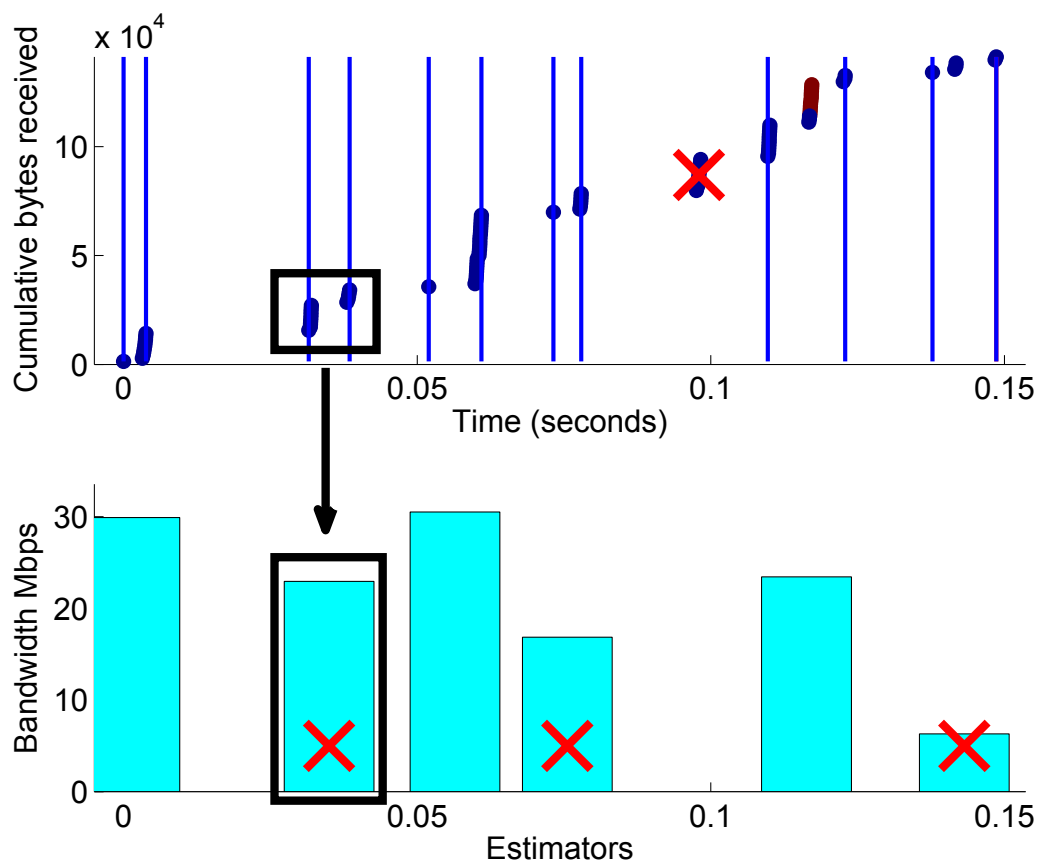 x 10^4
Cumulative bytes received
10
5
0
0 0.05 0.1 0.15
Time (seconds)
Bandwidth Mbps
30
20
10
0
0 0.05 0.1 0.15
Estimators